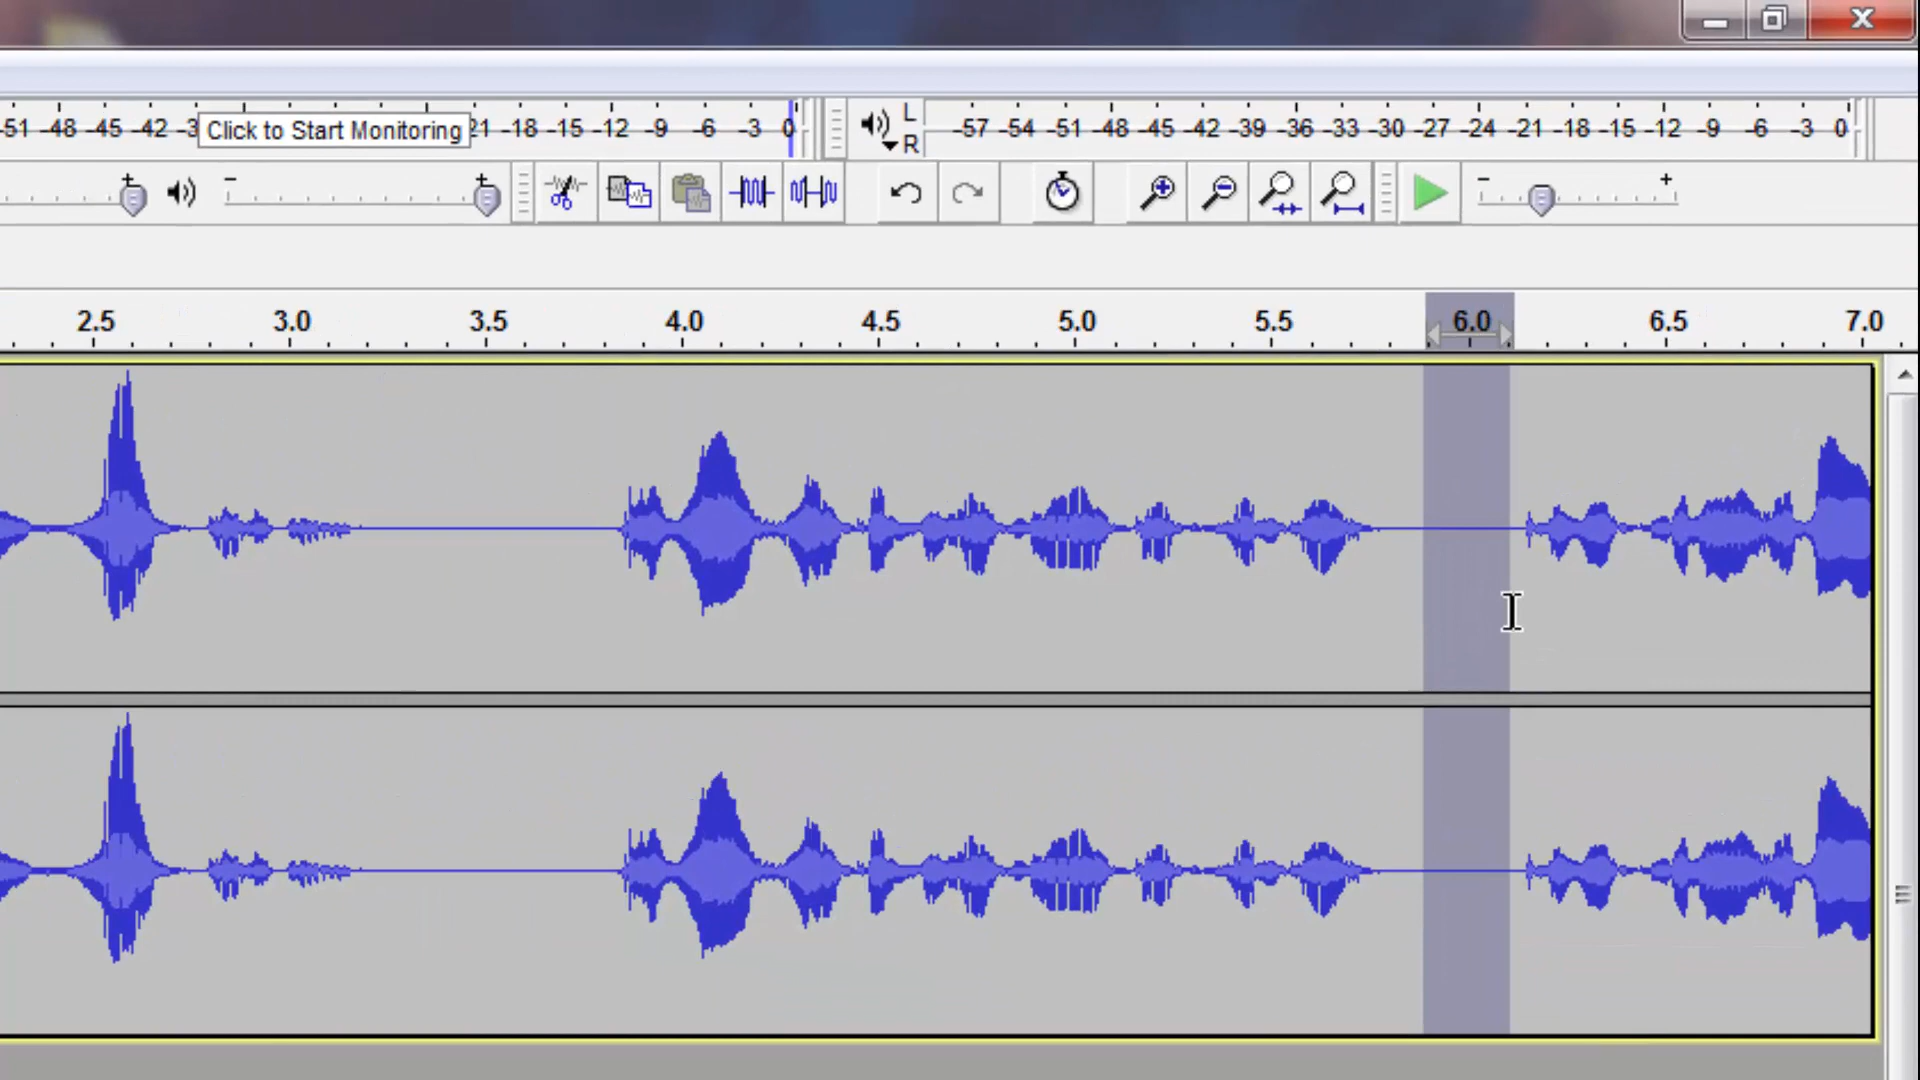 -51 -48 -45 -42 -3 Click to Start Monitoring 21 -18 -15 -12 -9 -6 -3 0
L
R
-57 -54 -51 -48 -45 -42 -39 -36 -33 -30 -27 -24 -21 -18 -15 -12 -9 -6 -3 0
- + - + - +
2.5 3.0 3.5 4.0 4.5 5.0 5.5 6.0 6.5 7.0